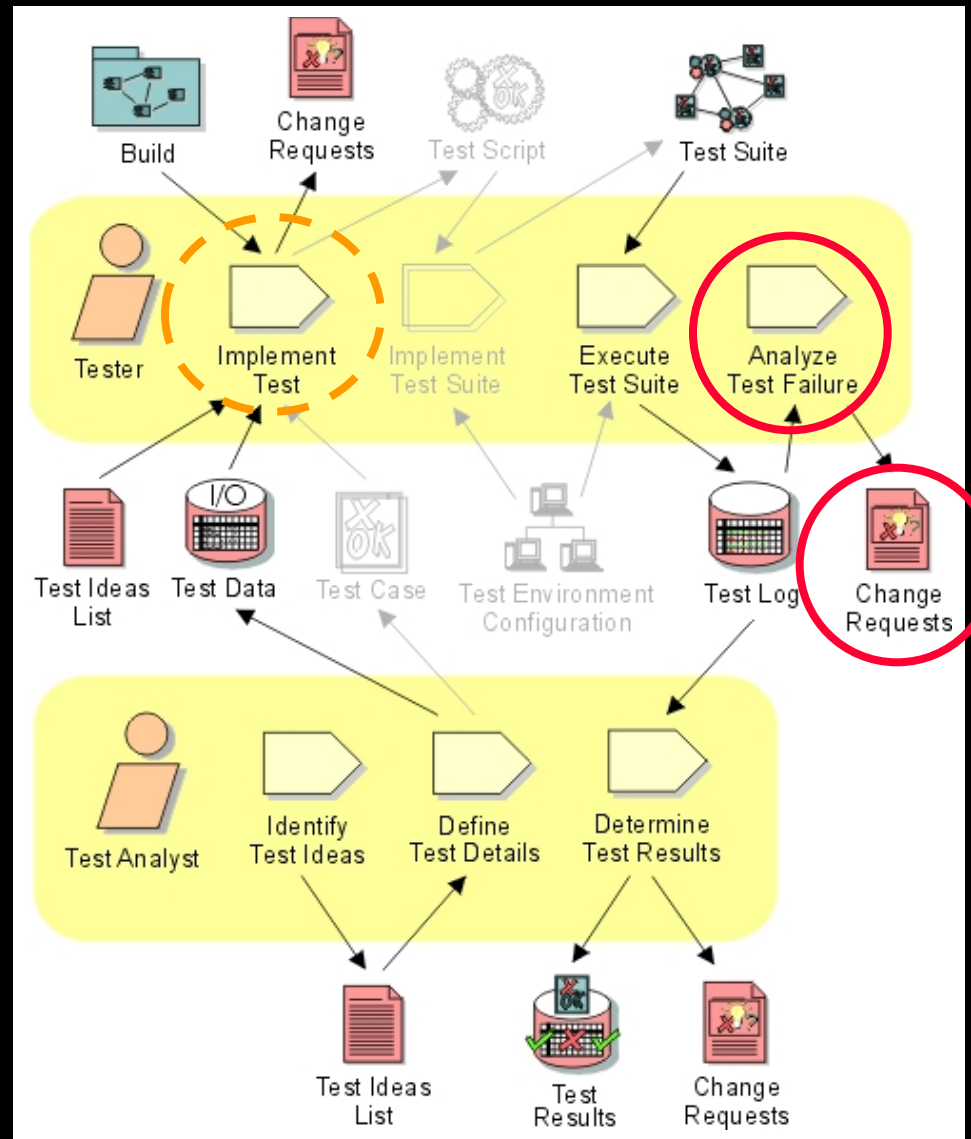 Build
Change
Requests
Test Script
Test Suite
Tester
Implement
Test
Implement
Test Suite
Execute
Test Suite
Analyze
Test Failure
Test Ideas
List
I/O
Test Data
X
OK
Test Case
Test Environment
Configuration
Test Log
Change
Requests
Test Analyst
Identify
Test Ideas
Define
Test Details
Determine
Test Results
Test Ideas
List
Test
Results
Change
Requests